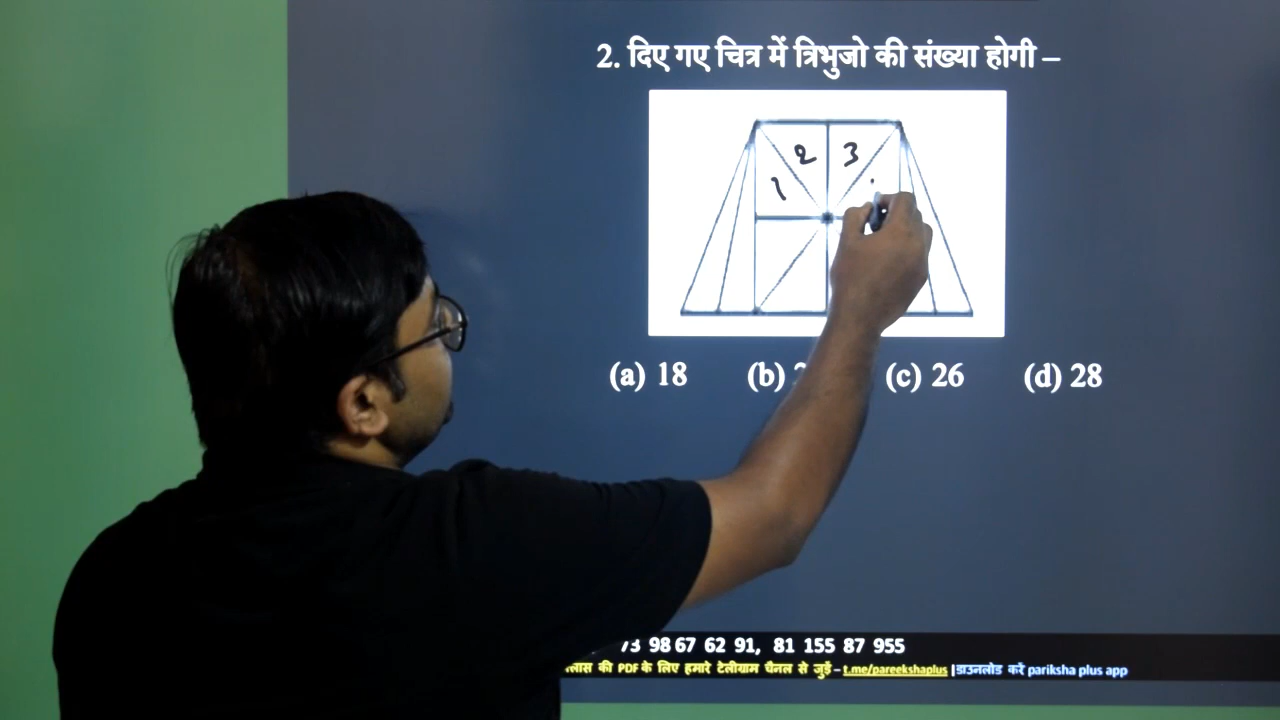 2. दिए गए चित्र में त्रिभुजो की संख्या होगी –
2 3
1
(a) 18 (b) (c) 26 (d) 28
73 98 67 62 91, 81 155 87 955
की PDF के लिए हमारे टेलीग्राम चैनल से जुड़ें – t.me/pareekshaplus | डाउनलोड करें pariksha plus app